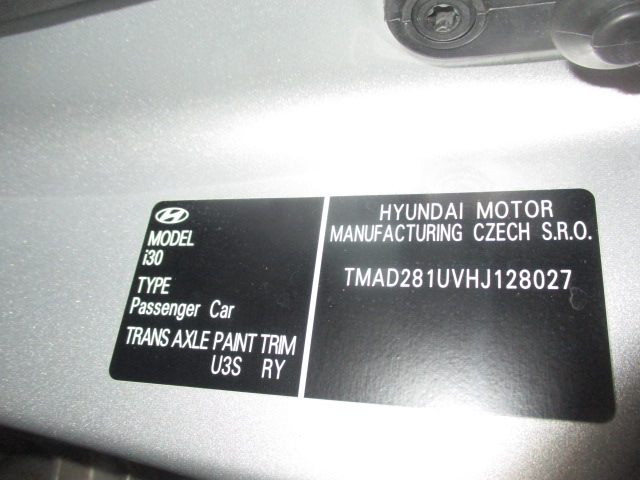 MODEL
i30
TYPE
Passenger Car
TRANS AXLE PAINT TRIM
U3S RY
HYUNDAI MOTOR
MANUFACTURING CZECH S.R.O.
TMAD281UVHJ128027